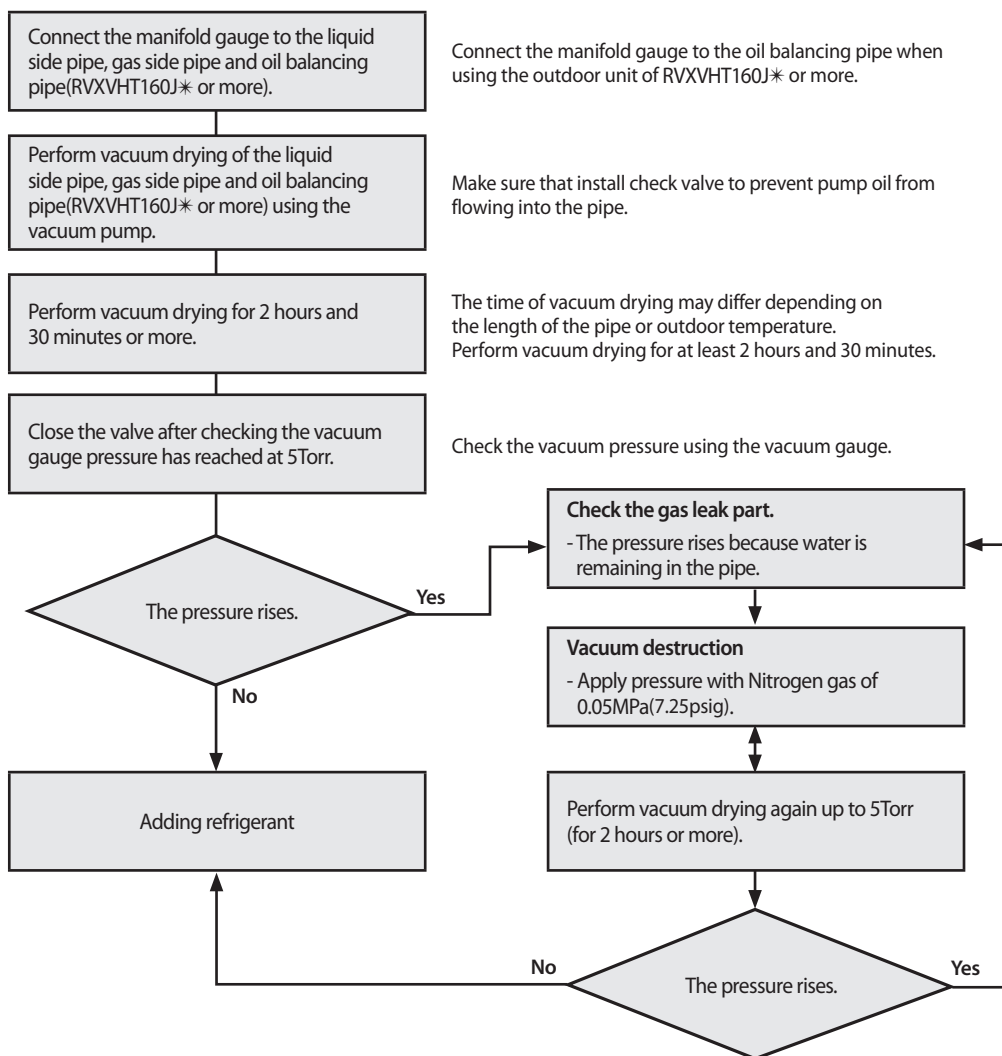 Connect the manifold gauge to the liquid
side pipe, gas side pipe and oil balancing
pipe(RVXVHT160J✴ or more).
Connect the manifold gauge to the oil balancing pipe when
using the outdoor unit of RVXVHT160J✴ or more.
Perform vacuum drying of the liquid
side pipe, gas side pipe and oil balancing
pipe(RVXVHT160J✴ or more) using the
vacuum pump.
Make sure that install check valve to prevent pump oil from
flowing into the pipe.
Perform vacuum drying for 2 hours and
30 minutes or more.
The time of vacuum drying may differ depending on
the length of the pipe or outdoor temperature.
Perform vacuum drying for at least 2 hours and 30 minutes.
Close the valve after checking the vacuum
gauge pressure has reached at 5Torr.
Check the vacuum pressure using the vacuum gauge.
The pressure rises.
Yes
No
Check the gas leak part.
- The pressure rises because water is
remaining in the pipe.
Vacuum destruction
- Apply pressure with Nitrogen gas of
0.05MPa(7.25psig).
Adding refrigerant
Perform vacuum drying again up to 5Torr
(for 2 hours or more).
No
The pressure rises.
Yes